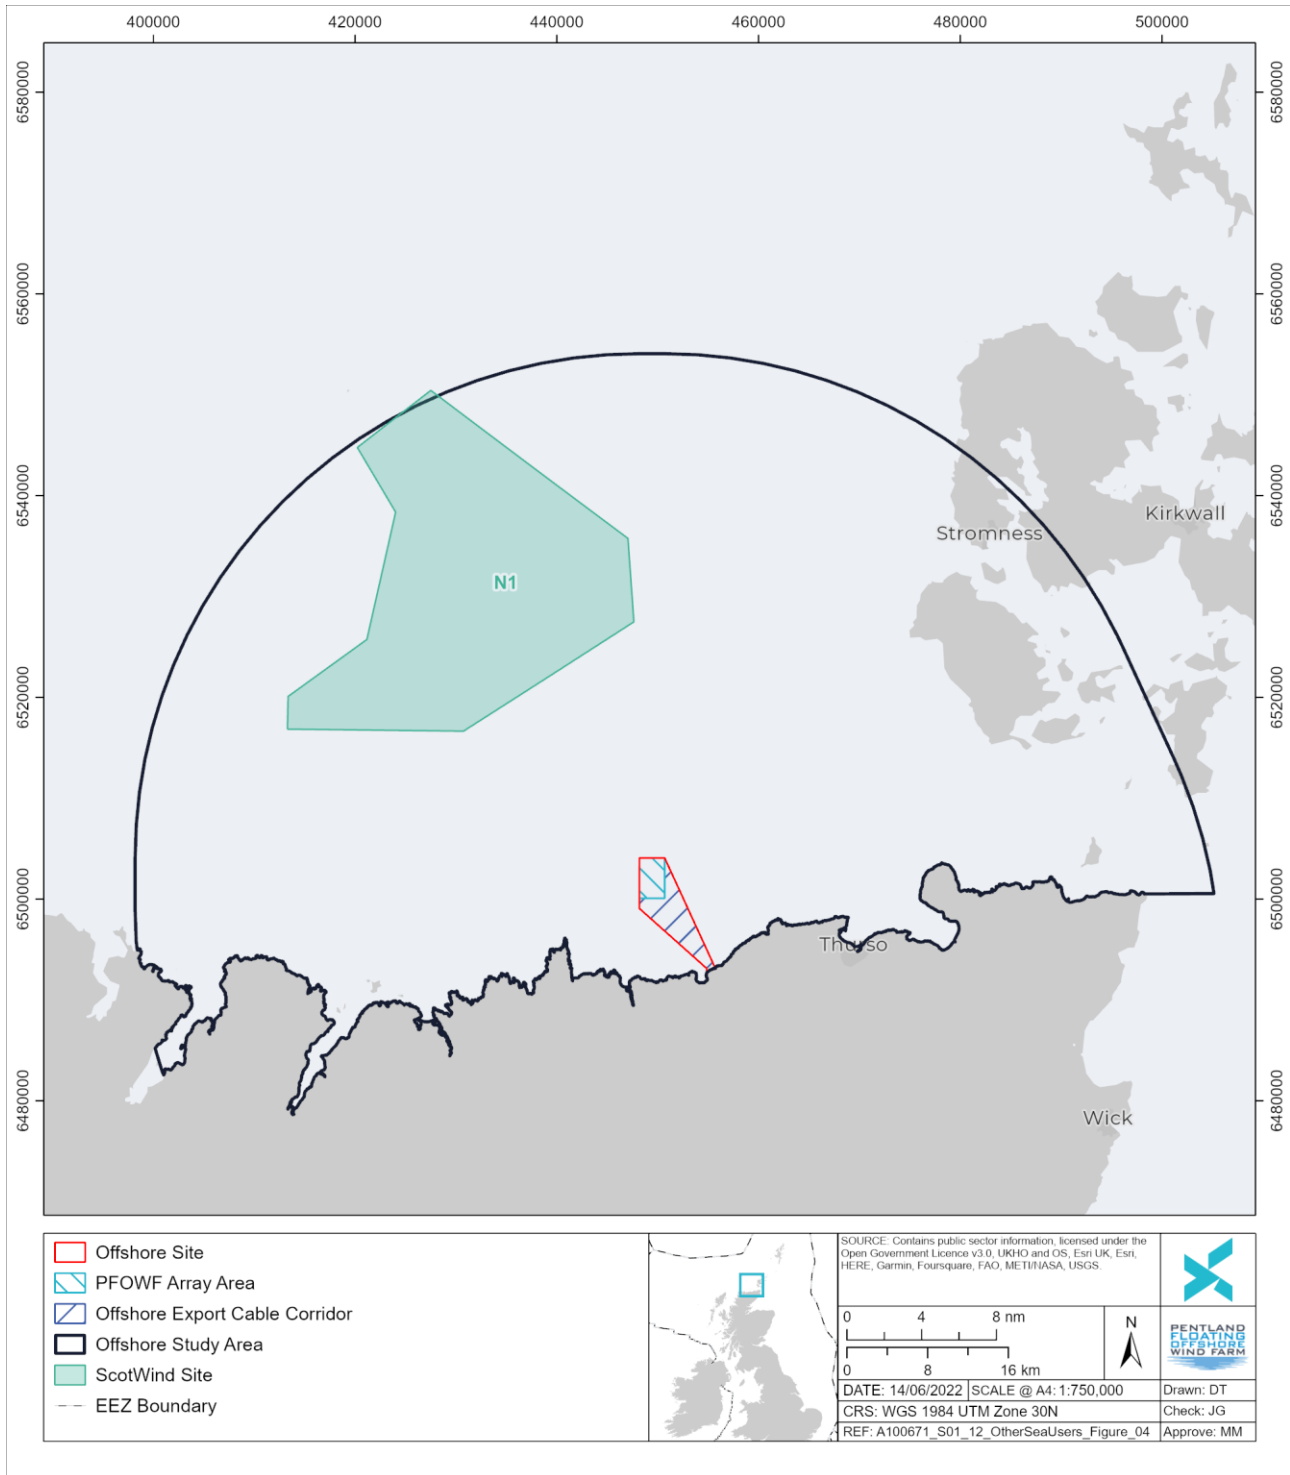 400000 420000 440000 460000 480000 500000
6580000 6580000
6560000 6560000
6540000 6540000
Kirkwall
Stromness
N1
6520000 6520000
6500000 6500000
Thurso
6480000 6480000
Wick
Offshore Site
PFOWF Array Area
Offshore Export Cable Corridor
Offshore Study Area
ScotWind Site
EEZ Boundary
SOURCE: Contains public sector information, licensed under the
Open Government Licence v3.0, UKHO and OS, Esri UK, Esri,
HERE, Garmin, Foursquare, FAO, METI/NASA, USGS.
0 4 8 nm
0 8 16 km
N
PENTLAND
FLOATING
OFFSHORE
WIND FARM
DATE: 14/06/2022 SCALE @ A4: 1:750,000 Drawn: DT
CRS: WGS 1984 UTM Zone 30N Check: JG
REF: A100671_S01_12_OtherSeaUsers_Figure_04 Approve: MM